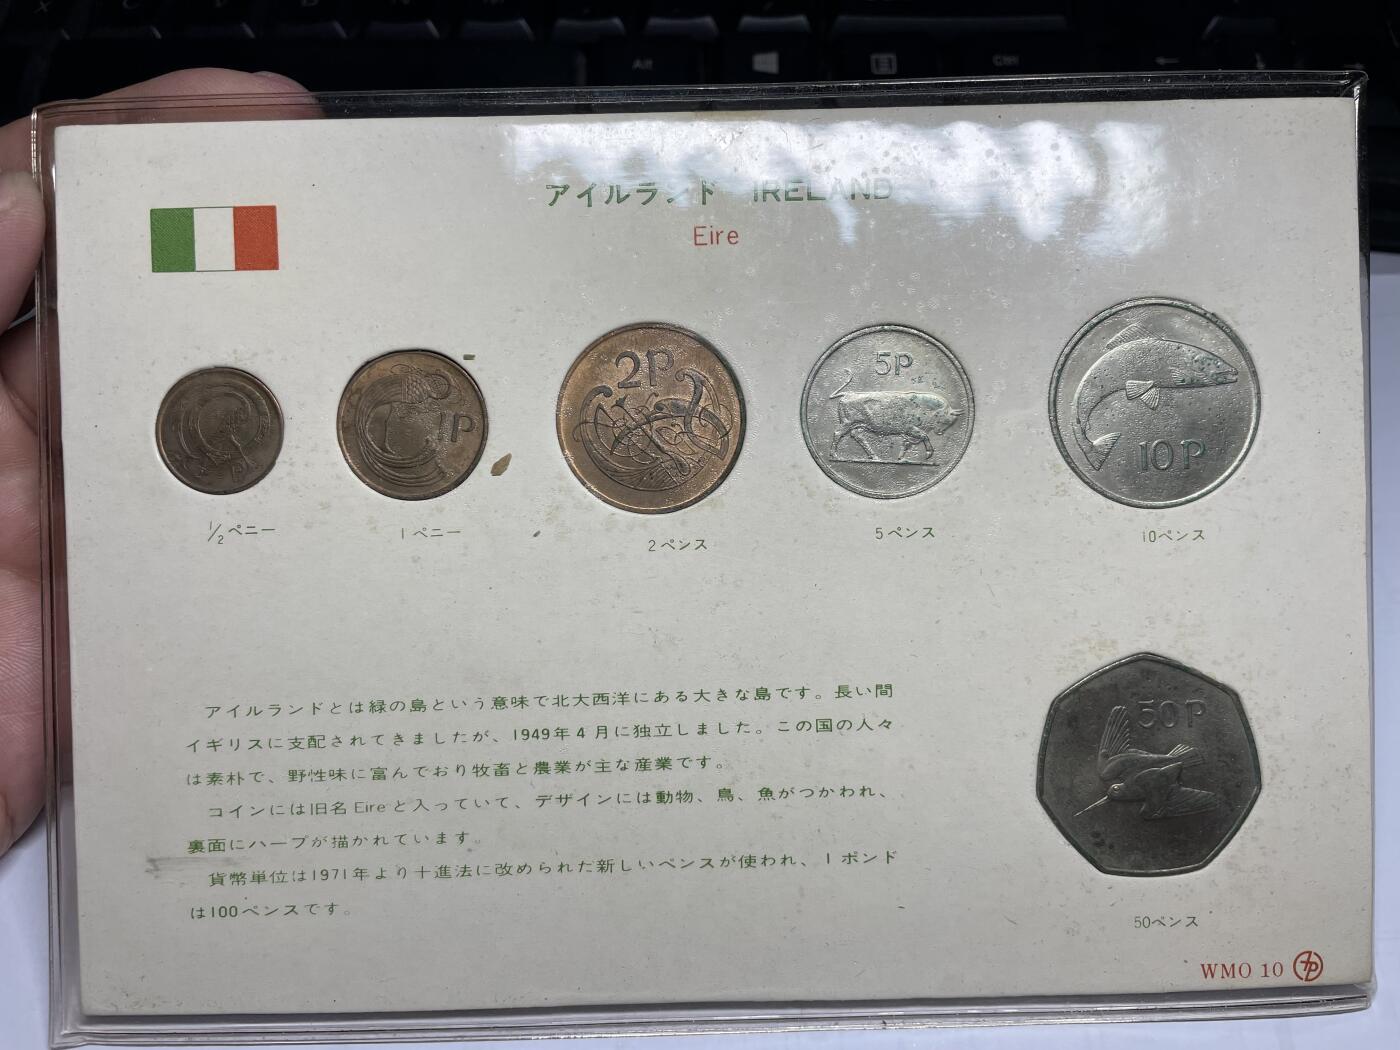 Alt
Ctrl
アイルランド IRELAND
Eire
P
1P
2P
5P
10P
1/2ペニー
1ペニー
2ペンス
5ペンス
10ペンス
アイルランドとは緑の島という意味で北大西洋にある大きな島です。長い間
イギリスに支配されてきましたが、1949年4月に独立しました。この国の人々
は素朴で、野性味に富んでおり牧畜と農業が主な産業です。
コインには旧名Eireと入っていて、デザインには動物、鳥、魚がつかわれ、
裏面にハープが描かれています。
貨幣単位は1971年より十進法に改められた新しいペンスが使われ、1ポンド
は100ペンスです。
50P
50ペンス
WMO 10